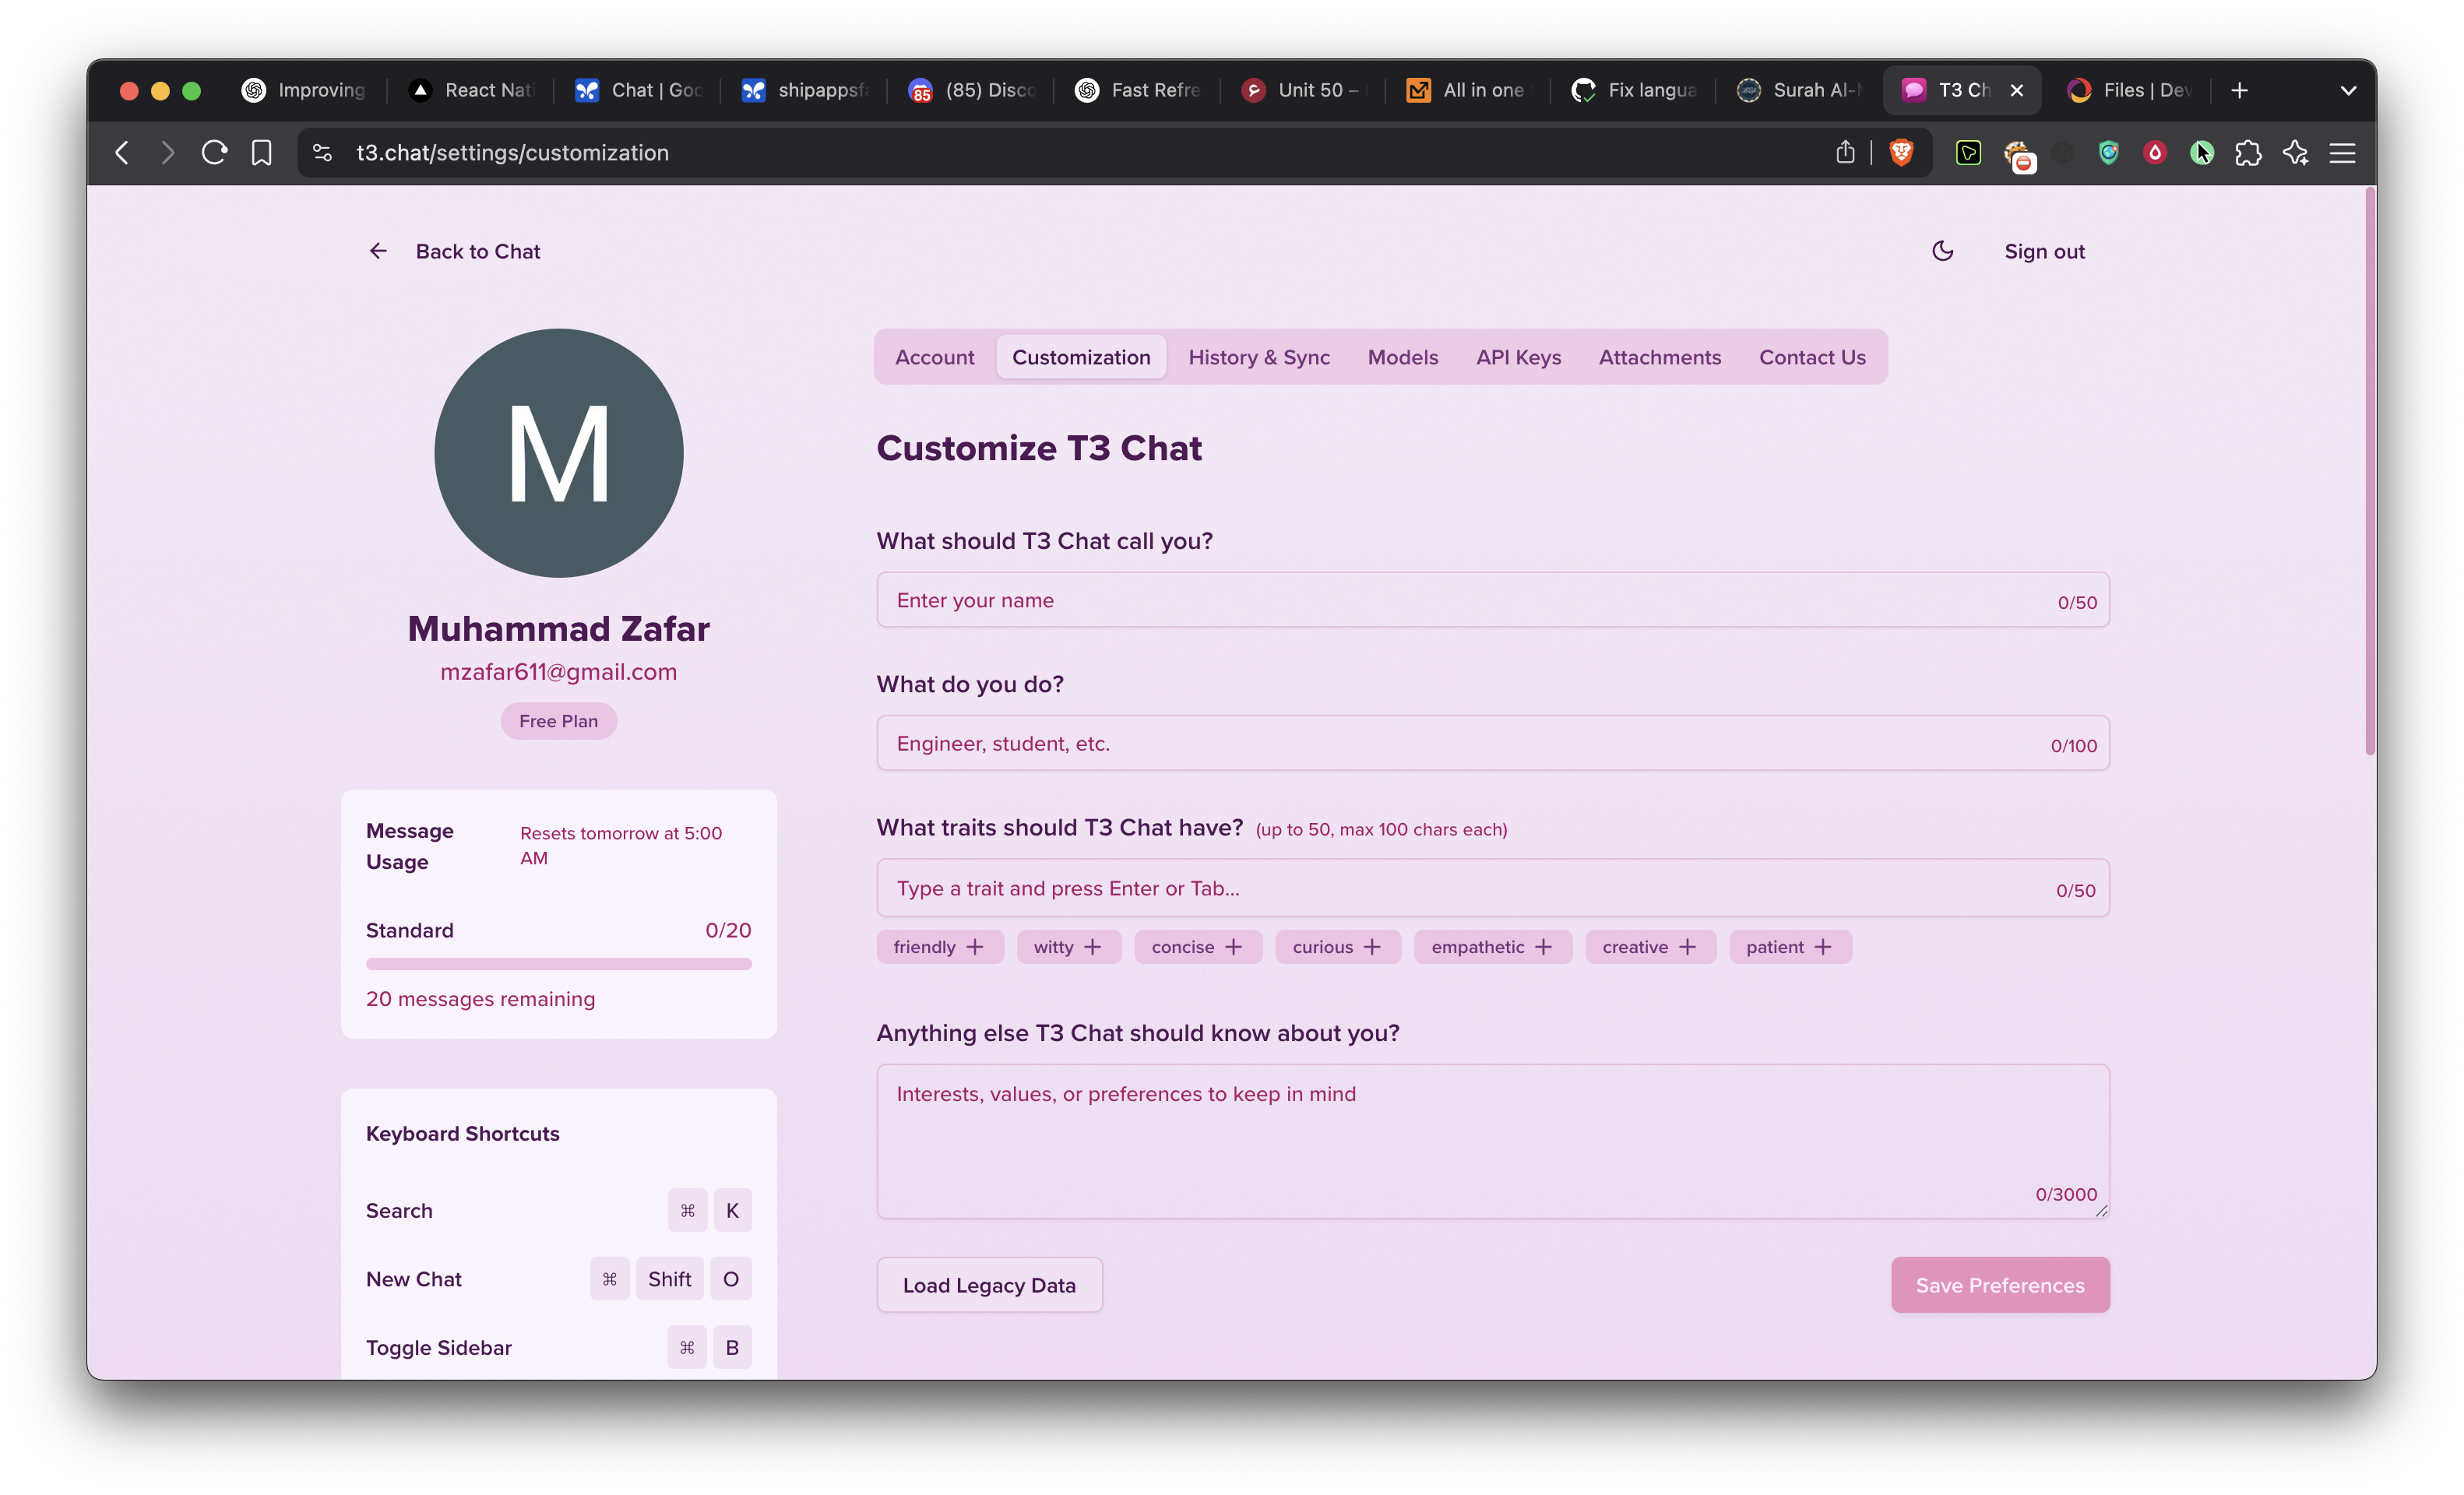 Improving
React Nati
Chat | Goo
shipappsfa
85
(85) Disco
Fast Refre
Unit 50 –
All in one
Fix langua
Surah Al-M
T3 Ch
Files | Dev
t3.chat/settings/customization
Back to Chat
Sign out
M
Muhammad Zafar
mzafar611@gmail.com
Free Plan
Message
Usage
Resets tomorrow at 5:00
AM
Standard
0/20
20 messages remaining
Keyboard Shortcuts
Search ⌘ K
New Chat ⌘ Shift O
Toggle Sidebar ⌘ B
Account Customization History & Sync Models API Keys Attachments Contact Us
Customize T3 Chat
What should T3 Chat call you?
Enter your name 0/50
What do you do?
Engineer, student, etc. 0/100
What traits should T3 Chat have? (up to 50, max 100 chars each)
Type a trait and press Enter or Tab... 0/50
friendly + witty + concise + curious + empathetic + creative + patient +
Anything else T3 Chat should know about you?
Interests, values, or preferences to keep in mind
0/3000
Load Legacy Data Save Preferences